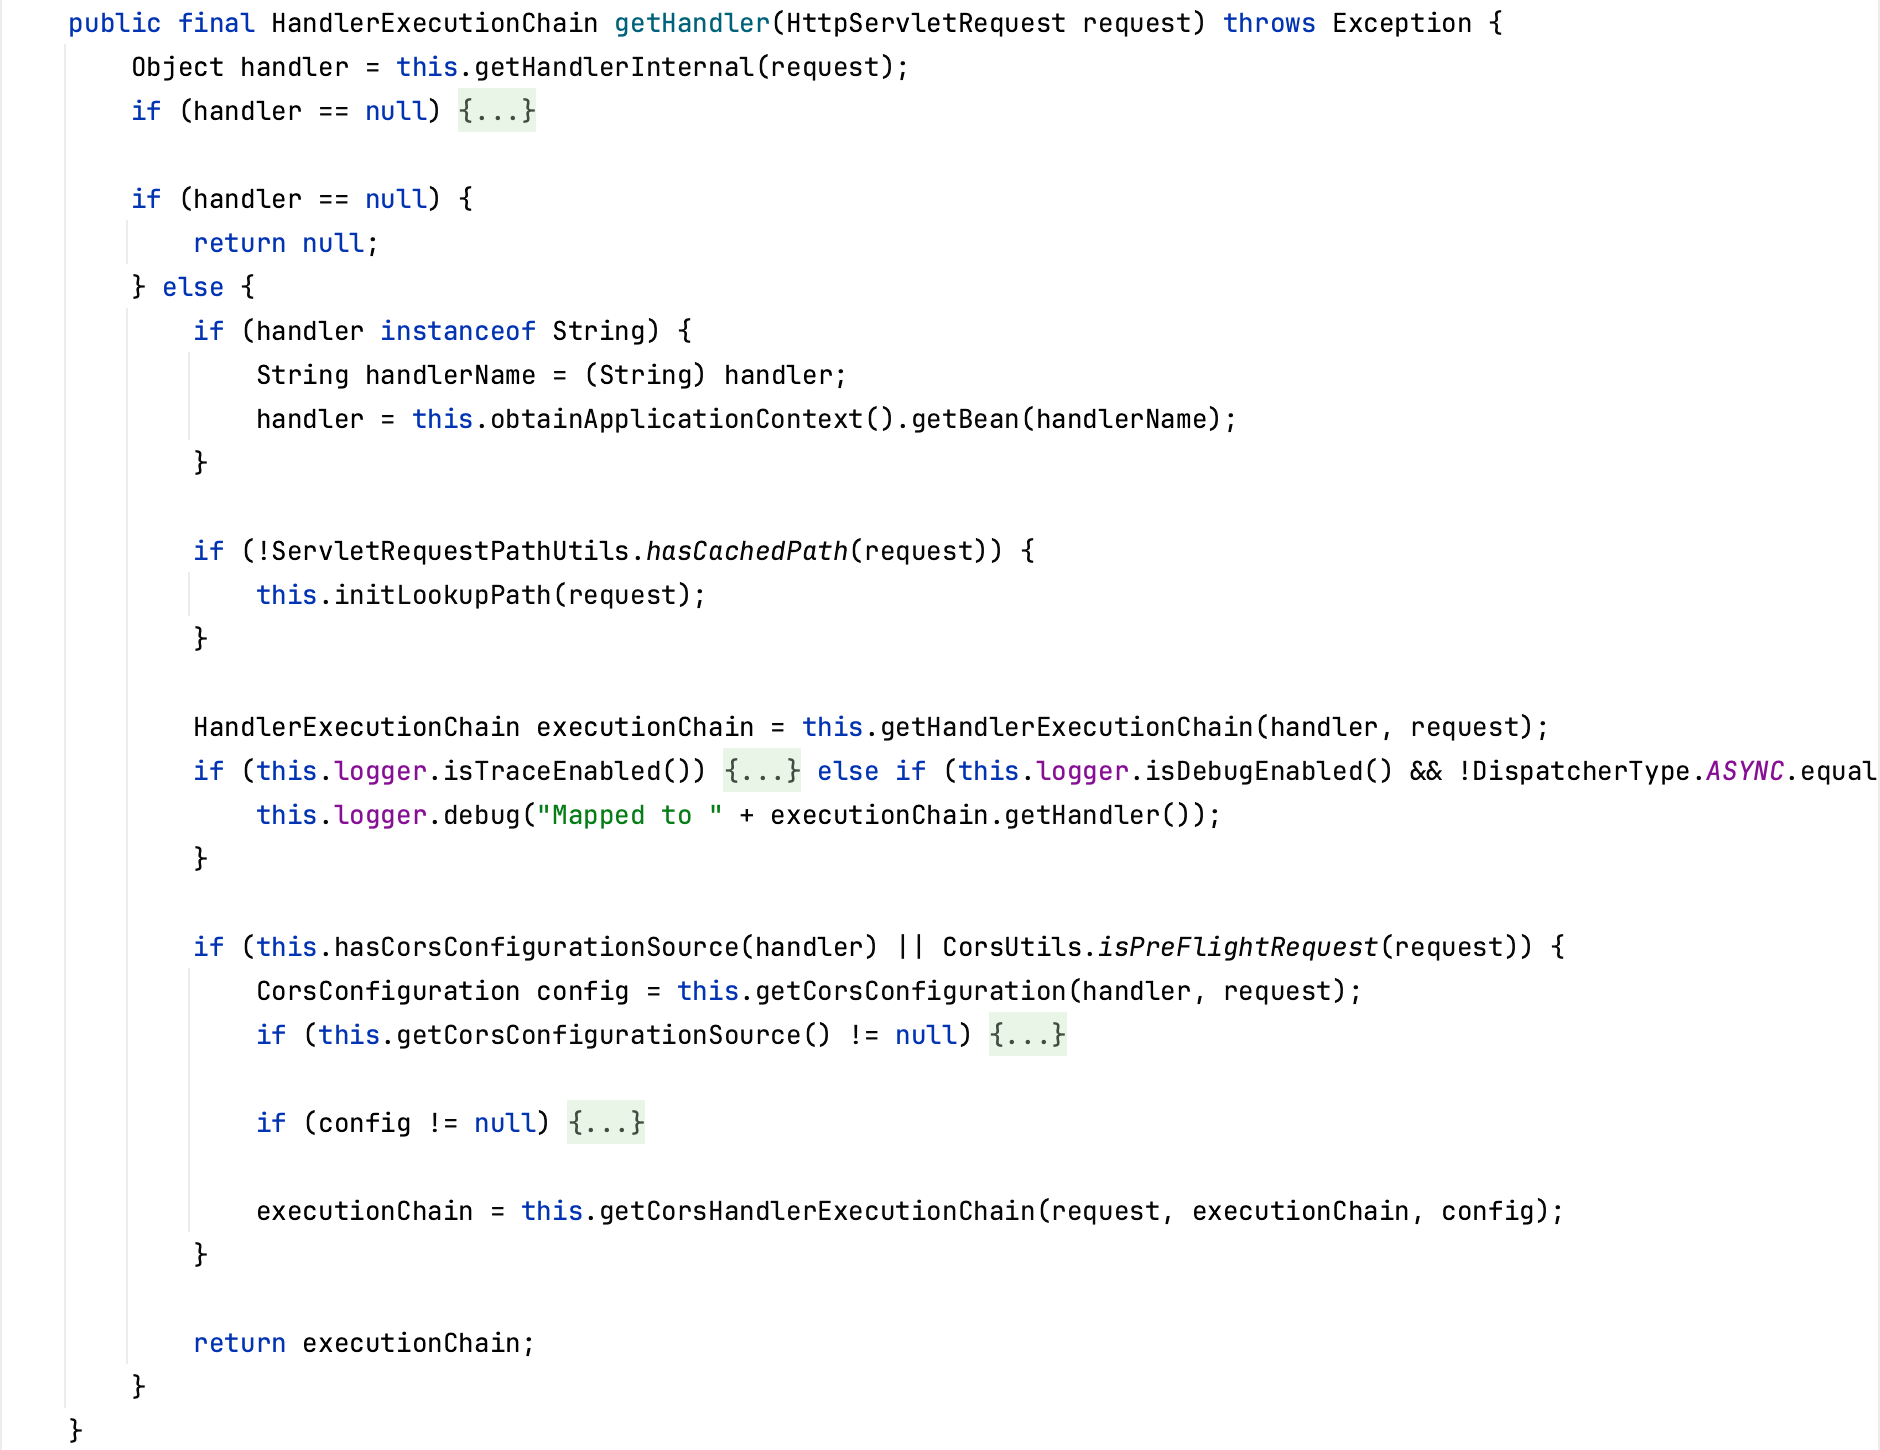 public final HandlerExecutionChain getHandler(HttpServletRequest request) throws Exception {
    Object handler = this.getHandlerInternal(request);
    if (handler == null) {...}

    if (handler == null) {
        return null;
    } else {
        if (handler instanceof String) {
            String handlerName = (String) handler;
            handler = this.obtainApplicationContext().getBean(handlerName);
        }

        if (!ServletRequestPathUtils.hasCachedPath(request)) {
            this.initLookupPath(request);
        }

        HandlerExecutionChain executionChain = this.getHandlerExecutionChain(handler, request);
        if (this.logger.isTraceEnabled()) {...} else if (this.logger.isDebugEnabled() && !DispatcherType.ASYNC.equal
            this.logger.debug("Mapped to " + executionChain.getHandler());
        }

        if (this.hasCorsConfigurationSource(handler) || CorsUtils.isPreFlightRequest(request)) {
            CorsConfiguration config = this.getCorsConfiguration(handler, request);
            if (this.getCorsConfigurationSource() != null) {...}

            if (config != null) {...}

            executionChain = this.getCorsHandlerExecutionChain(request, executionChain, config);
        }

        return executionChain;
    }
}